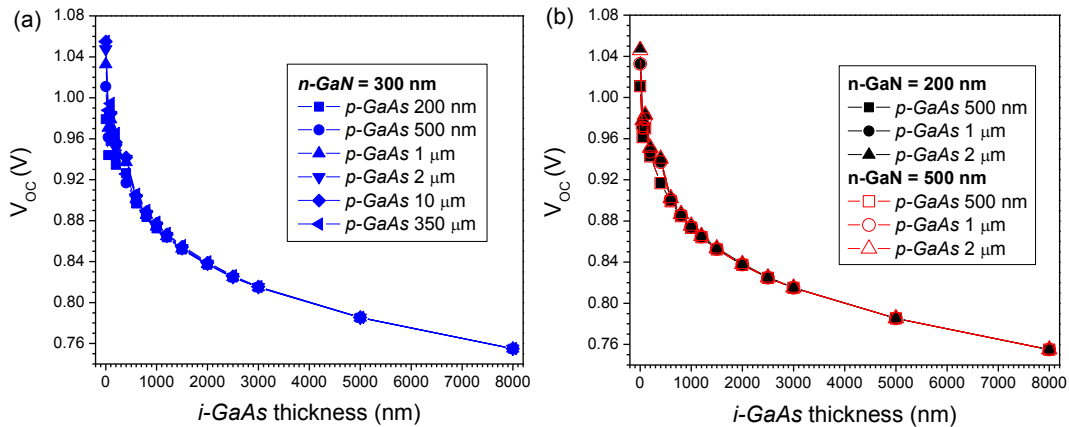 (a)
1.08
1.04
1.00
0.96
0.92
0.88
0.84
0.80
0.76
V_OC (V)
n-GaN = 300 nm
p-GaAs 200 nm
p-GaAs 500 nm
p-GaAs 1 μm
p-GaAs 2 μm
p-GaAs 10 μm
p-GaAs 350 μm
0 1000 2000 3000 4000 5000 6000 7000 8000
i-GaAs thickness (nm)
(b)
1.08
1.04
1.00
0.96
0.92
0.88
0.84
0.80
0.76
V_OC (V)
n-GaN = 200 nm
p-GaAs 500 nm
p-GaAs 1 μm
p-GaAs 2 μm
n-GaN = 500 nm
p-GaAs 500 nm
p-GaAs 1 μm
p-GaAs 2 μm
0 1000 2000 3000 4000 5000 6000 7000 8000
i-GaAs thickness (nm)